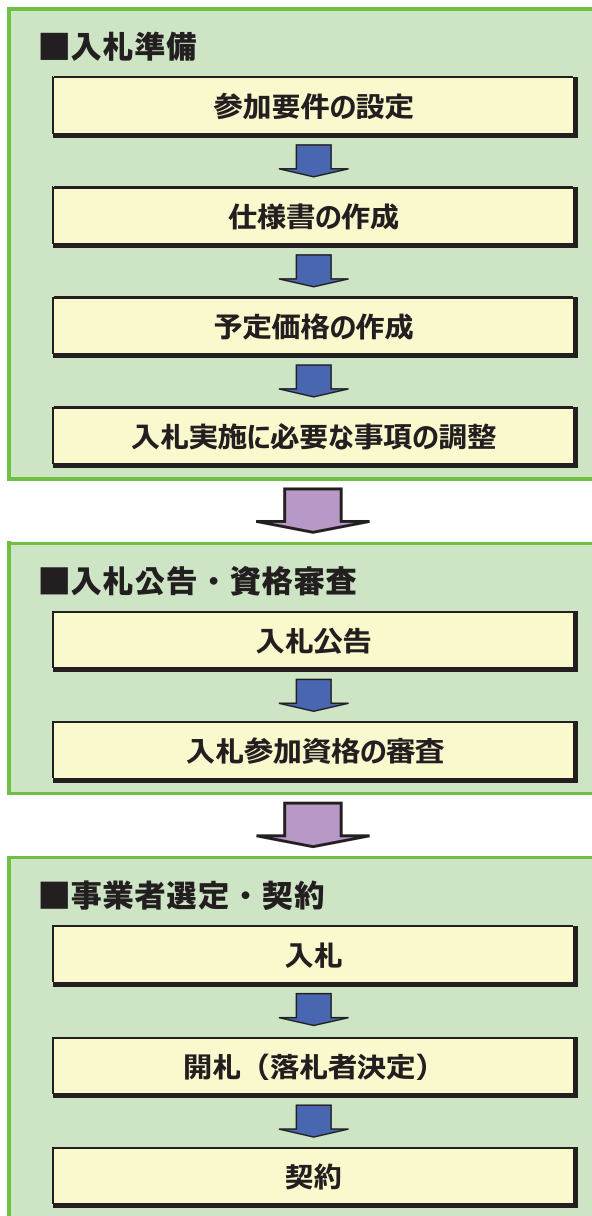 ■入札準備
参加要件の設定
仕様書の作成
予定価格の作成
入札実施に必要な事項の調整
■入札公告・資格審査
入札公告
入札参加資格の審査
■事業者選定・契約
入札
開札（落札者決定）
契約